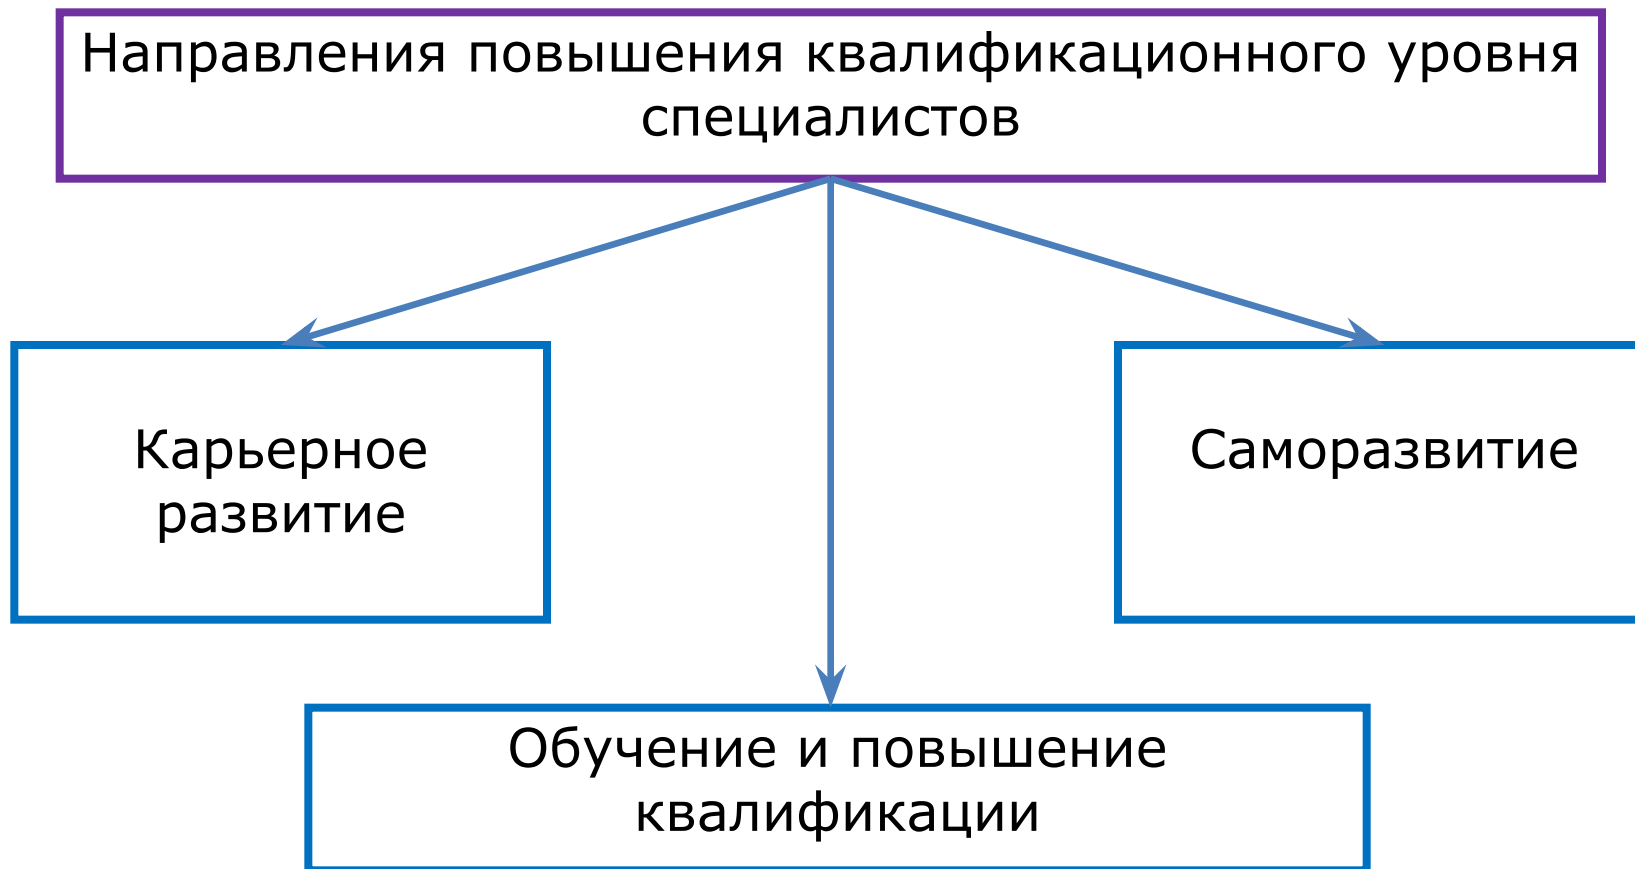 Направления повышения квалификационного уровня
специалистов
Карьерное
развитие
Саморазвитие
Обучение и повышение
квалификации